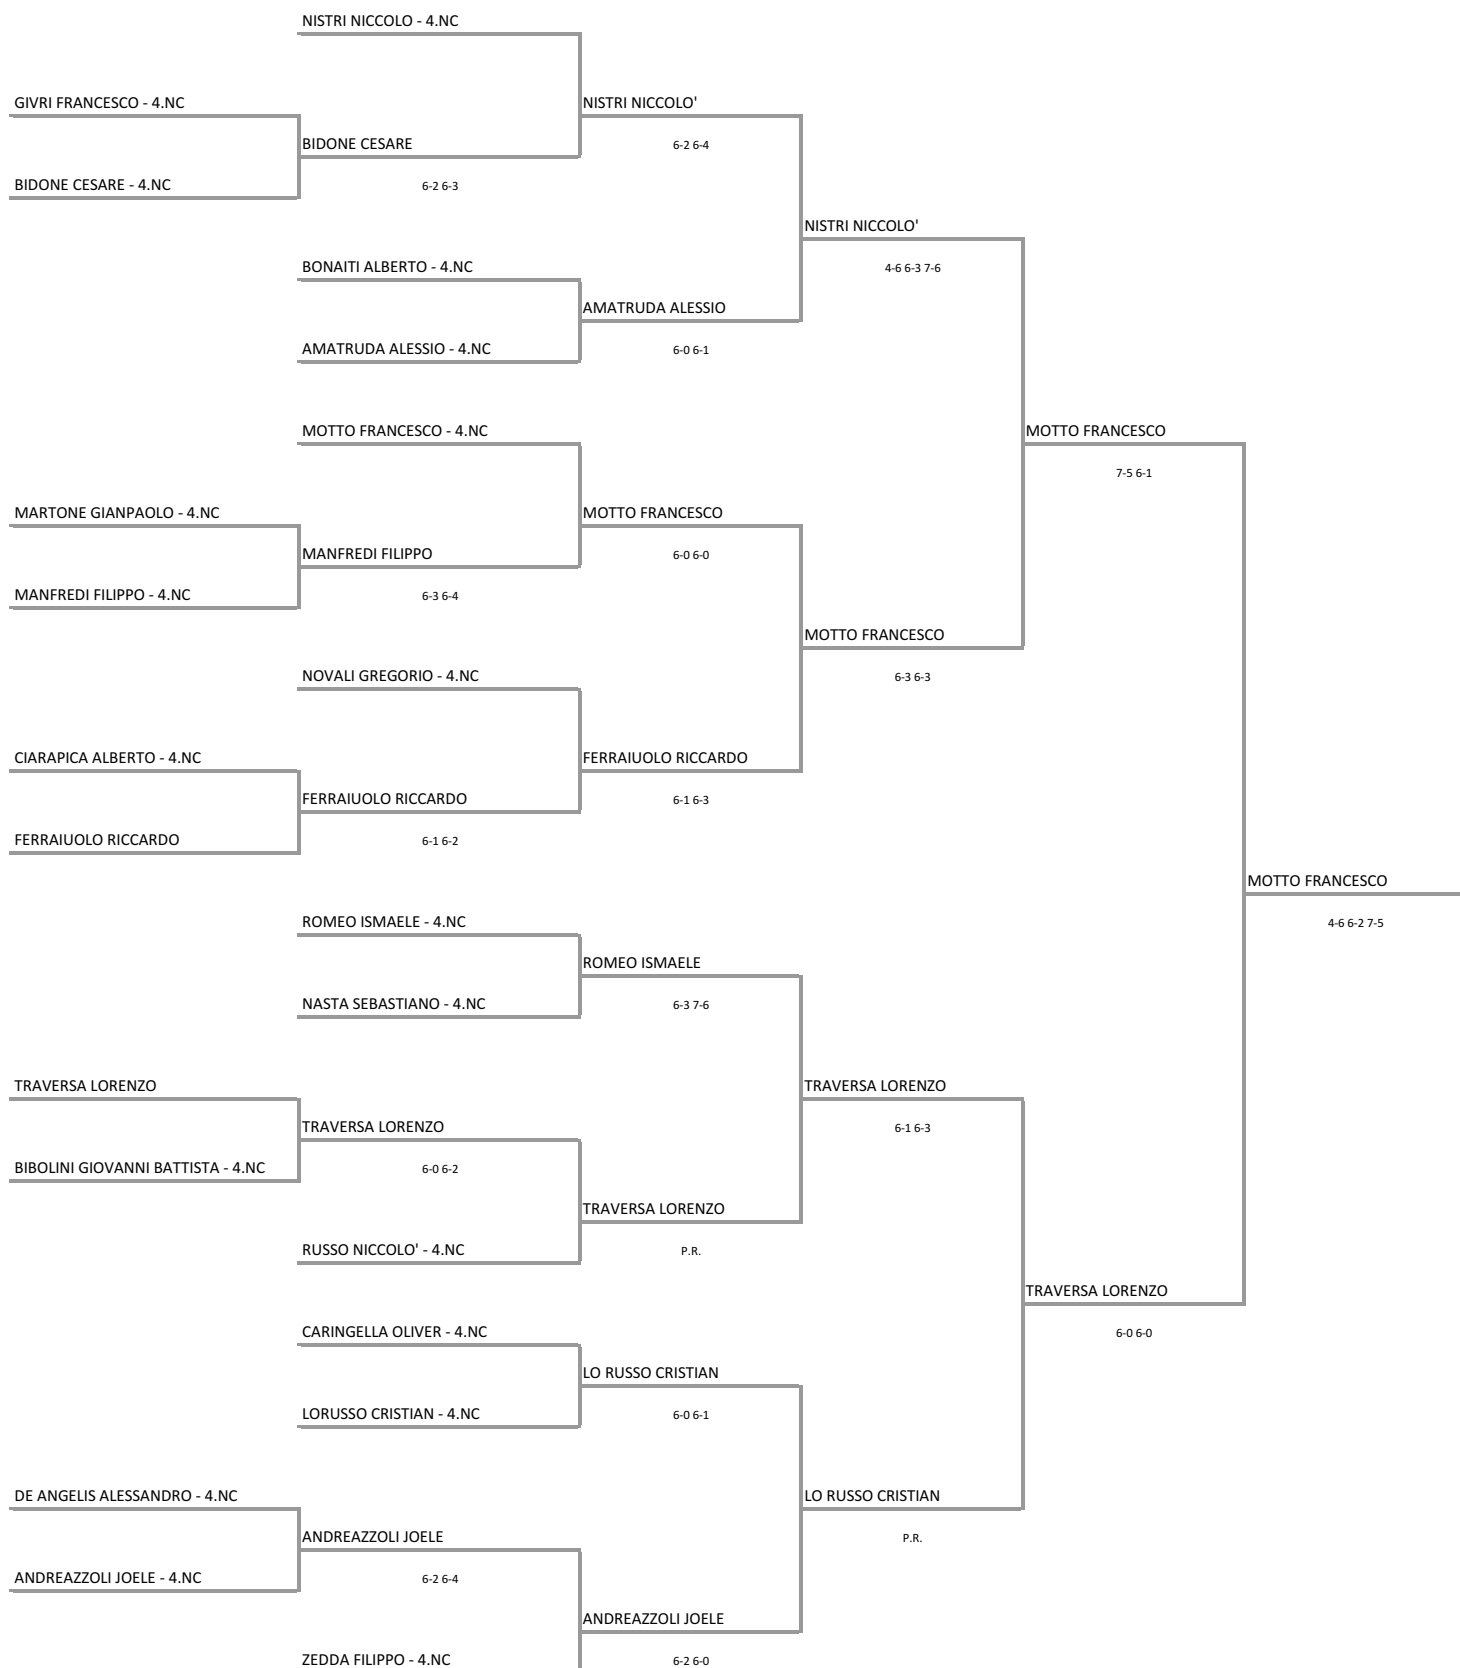 NISTRI NICCOLO - 4.NC
GIVRI FRANCESCO - 4.NC
NISTRI NICCOLO'
BIDONE CESARE
6-2 6-4
BIDONE CESARE - 4.NC
6-2 6-3
NISTRI NICCOLO'
BONAITI ALBERTO - 4.NC
4-6 6-3 7-6
AMATRUDA ALESSIO
AMATRUDA ALESSIO - 4.NC
6-0 6-1
MOTTO FRANCESCO - 4.NC
MOTTO FRANCESCO
7-5 6-1
MARTONE GIANPAOLO - 4.NC
MOTTO FRANCESCO
MANFREDI FILIPPO
6-0 6-0
MANFREDI FILIPPO - 4.NC
6-3 6-4
MOTTO FRANCESCO
NOVALI GREGORIO - 4.NC
6-3 6-3
CIARAPICA ALBERTO - 4.NC
FERRAIUOLO RICCARDO
FERRAIUOLO RICCARDO
6-1 6-3
FERRAIUOLO RICCARDO
6-1 6-2
MOTTO FRANCESCO
ROMEO ISMAELE - 4.NC
4-6 6-2 7-5
ROMEO ISMAELE
NASTA SEBASTIANO - 4.NC
6-3 7-6
TRAVERSA LORENZO
TRAVERSA LORENZO
TRAVERSA LORENZO
6-1 6-3
BIBOLINI GIOVANNI BATTISTA - 4.NC
6-0 6-2
TRAVERSA LORENZO
RUSSO NICCOLO' - 4.NC
P.R.
TRAVERSA LORENZO
CARINGELLA OLIVER - 4.NC
6-0 6-0
LO RUSSO CRISTIAN
LORUSSO CRISTIAN - 4.NC
6-0 6-1
DE ANGELIS ALESSANDRO - 4.NC
LO RUSSO CRISTIAN
ANDREAZZOLI JOELE
P.R.
ANDREAZZOLI JOELE - 4.NC
6-2 6-4
ANDREAZZOLI JOELE
ZEDDA FILIPPO - 4.NC
6-2 6-0